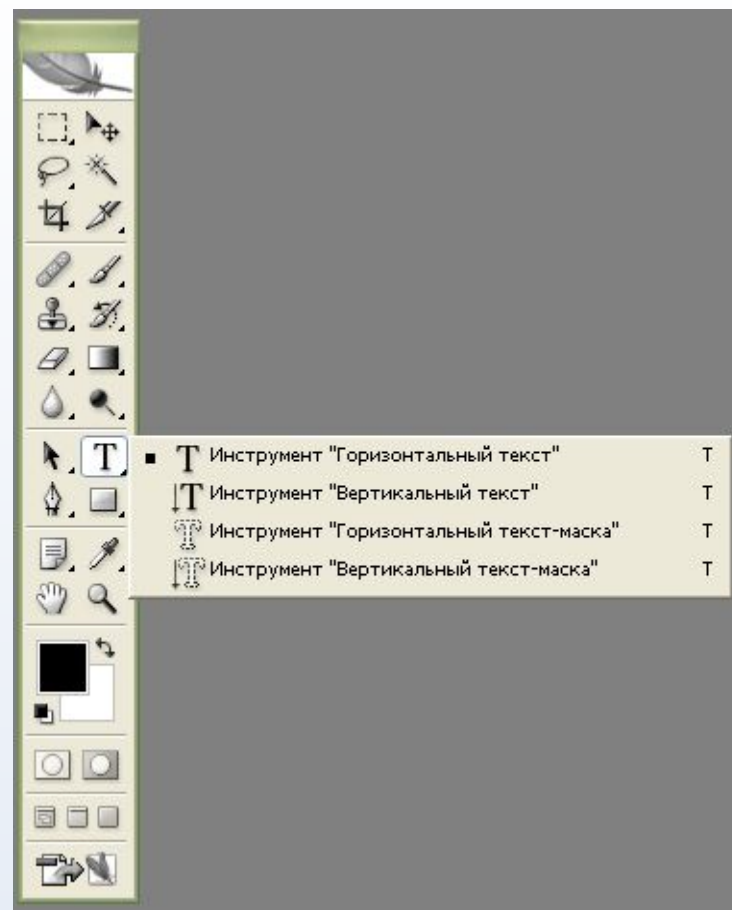 Инструмент "Горизонтальный текст" T
Инструмент "Вертикальный текст" T
Инструмент "Горизонтальный текст-маска" T
Инструмент "Вертикальный текст-маска" T